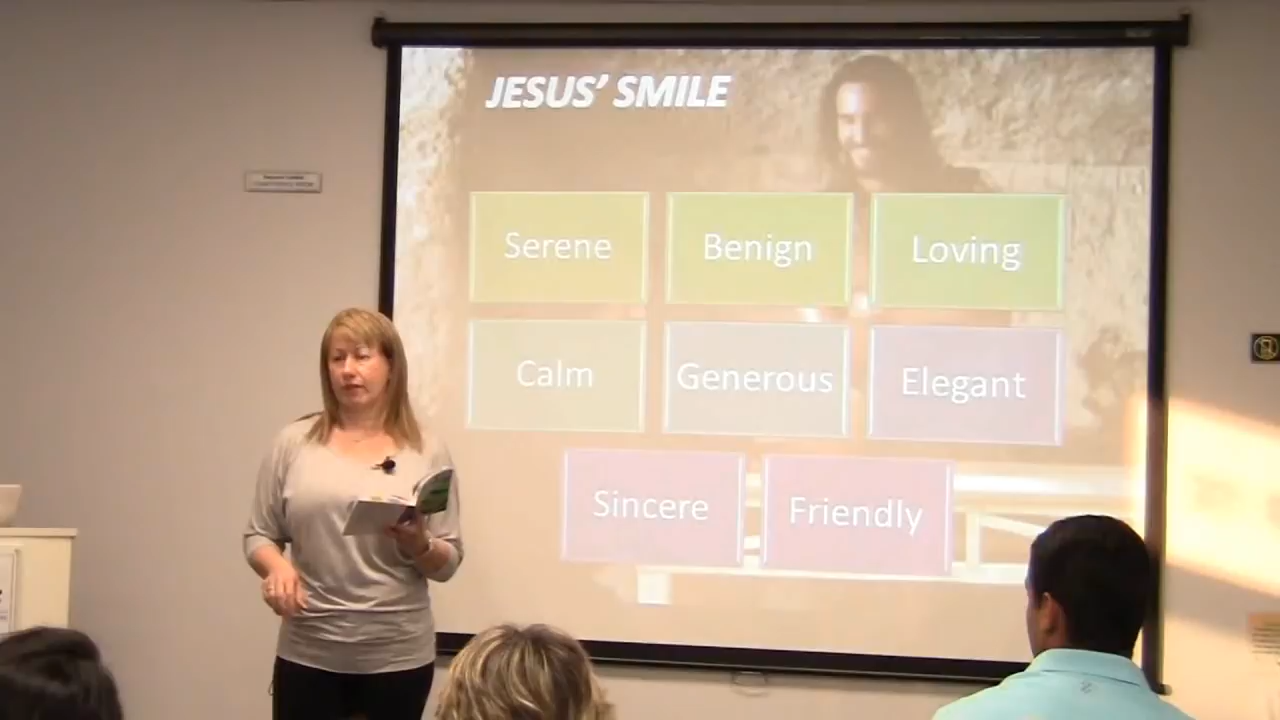 JESUS’ SMILE
Serene
Benign
Loving
Calm
Generous
Elegant
Sincere
Friendly